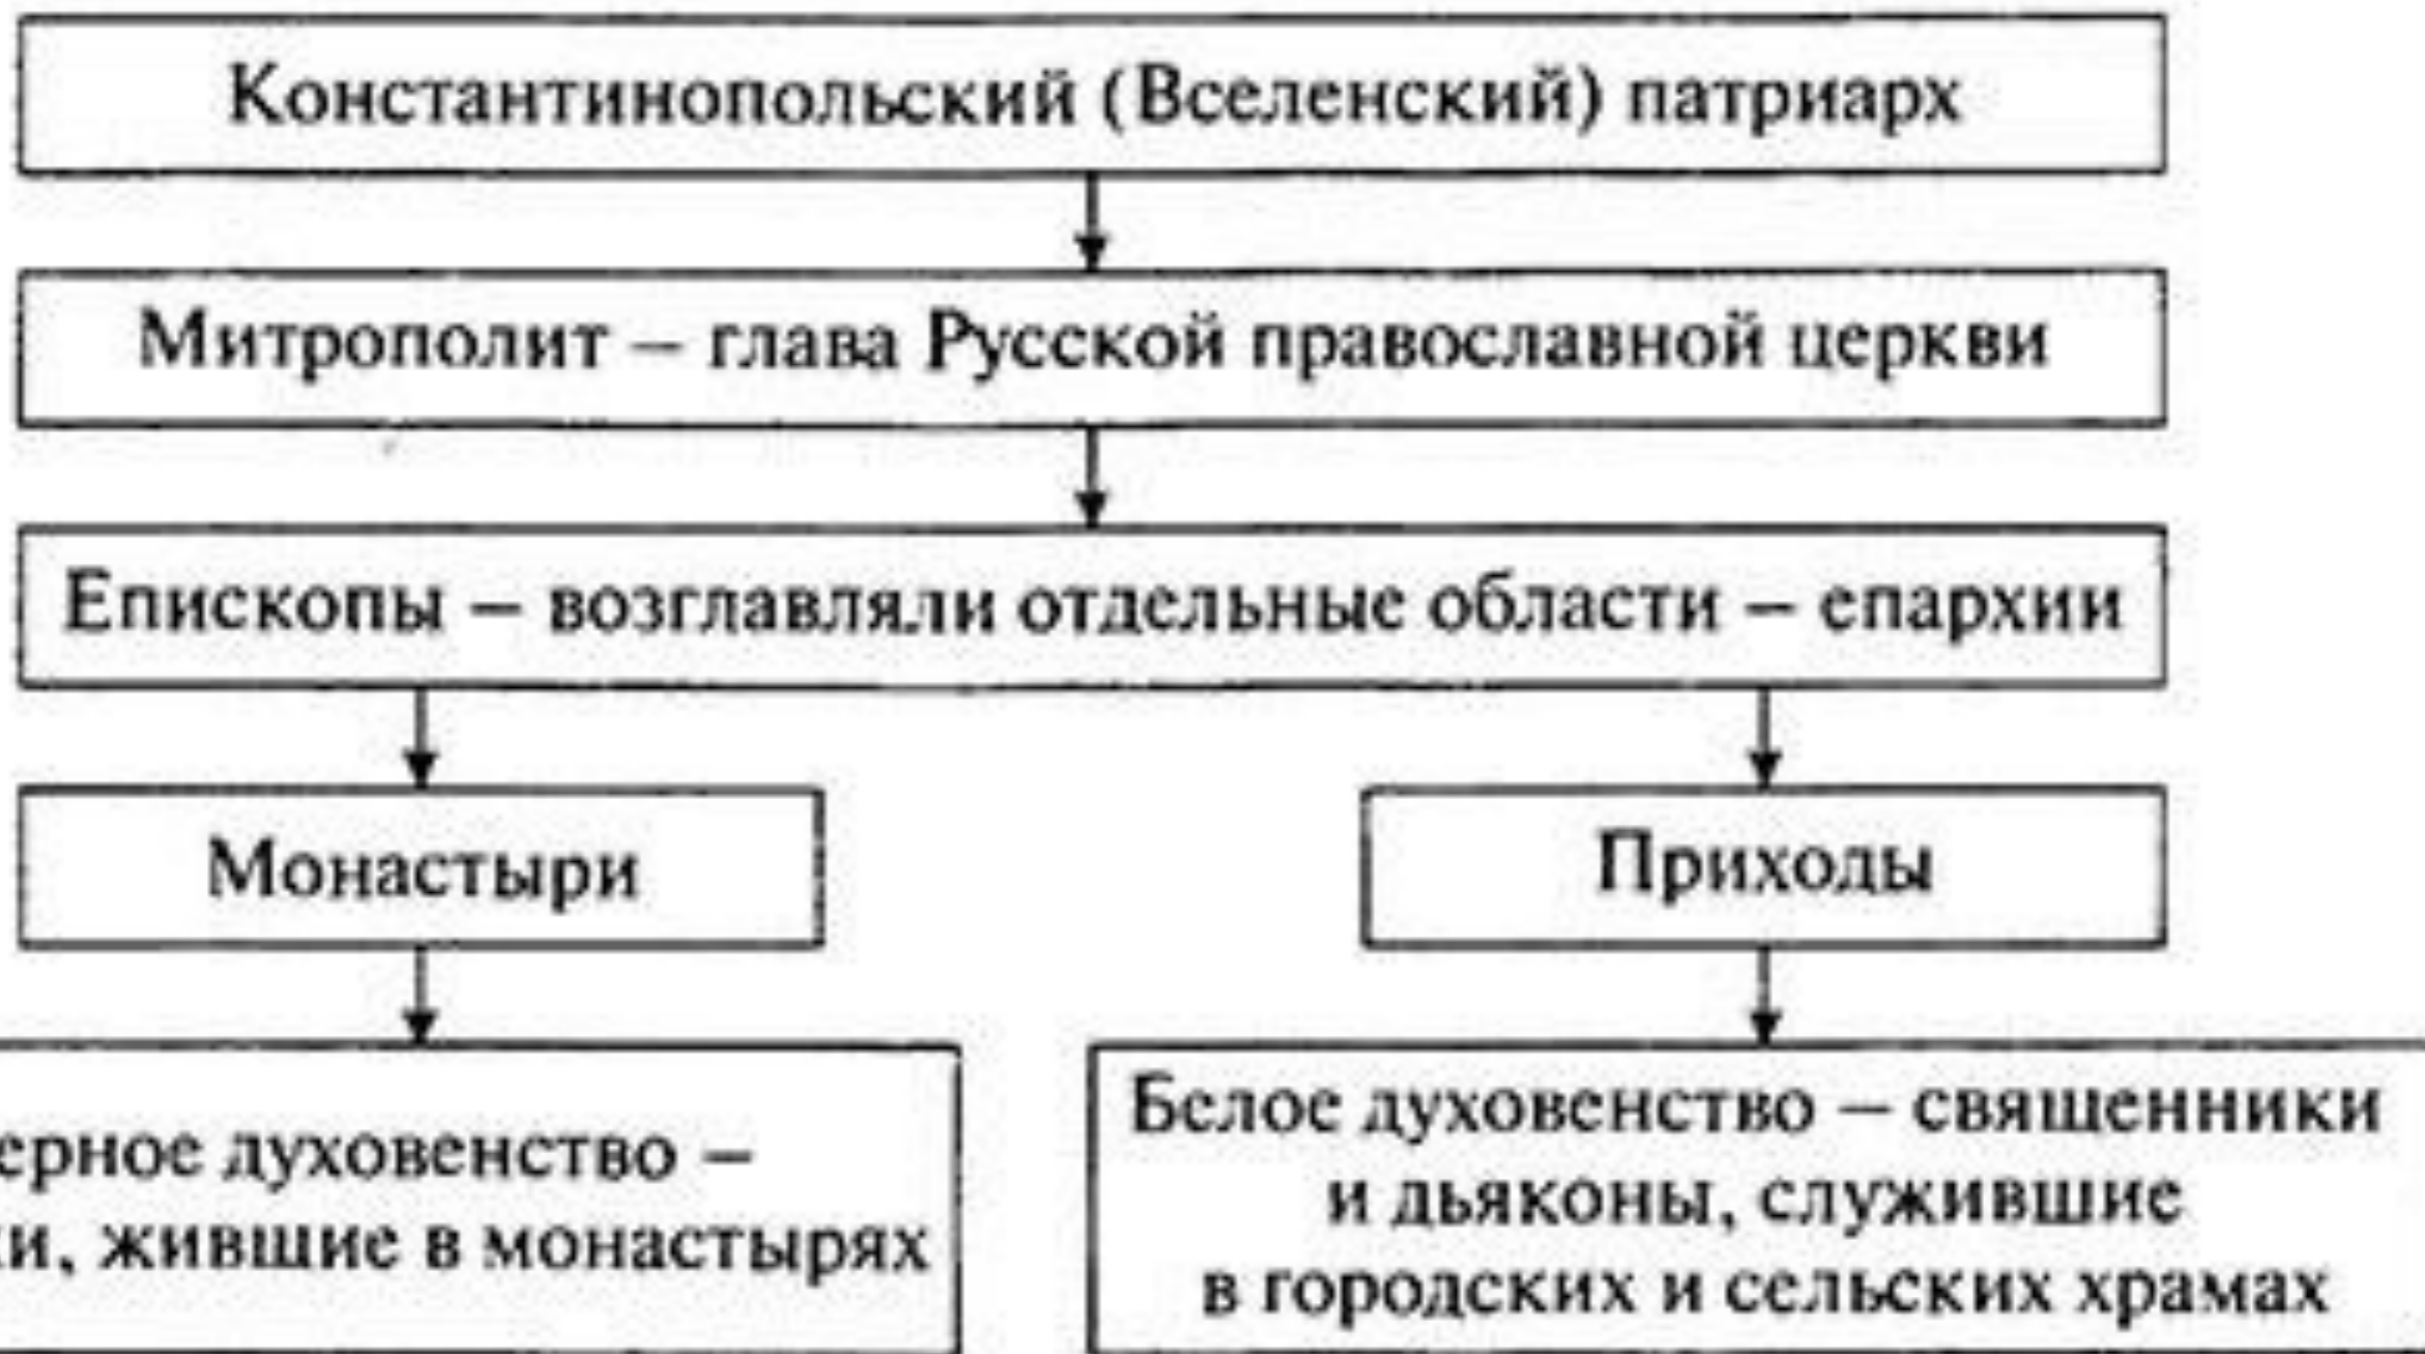 Константинопольский (Вселенский) патриарх
Митрополит – глава Русской православной церкви
Епископы – возглавляли отдельные области – епархии
Монастыри
Приходы
ерное духовенство –
и, жившие в монастырях
Белое духовенство – священники
и дьяконы, служившие
в городских и сельских храмах